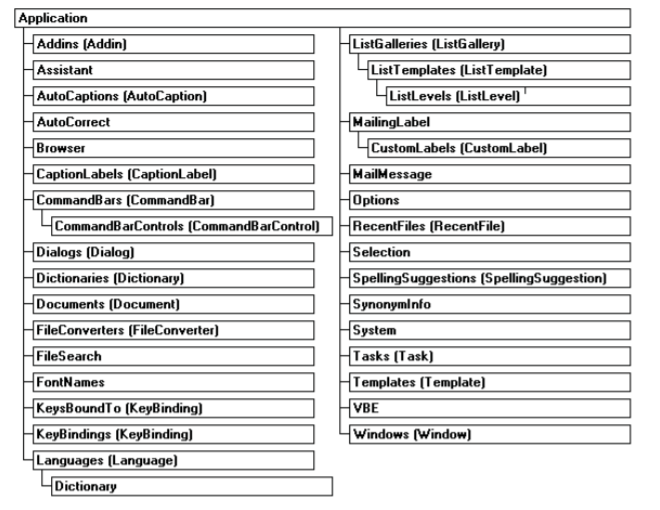 Application
Addins (Addin)
Assistant
AutoCaptions (AutoCaption)
AutoCorrect
Browser
CaptionLabels (CaptionLabel)
CommandBars (CommandBar)
CommandBarControls (CommandBarControl)
Dialogs (Dialog)
Dictionaries (Dictionary)
Documents (Document)
FileConverters (FileConverter)
FileSearch
FontNames
KeysBoundTo (KeyBinding)
KeyBindings (KeyBinding)
Languages (Language)
Dictionary
ListGalleries (ListGallery)
ListTemplates (ListTemplate)
ListLevels (ListLevel)
MailingLabel
CustomLabels (CustomLabel)
MailMessage
Options
RecentFiles (RecentFile)
Selection
SpellingSuggestions (SpellingSuggestion)
SynonymInfo
System
Tasks (Task)
Templates (Template)
VBE
Windows (Window)